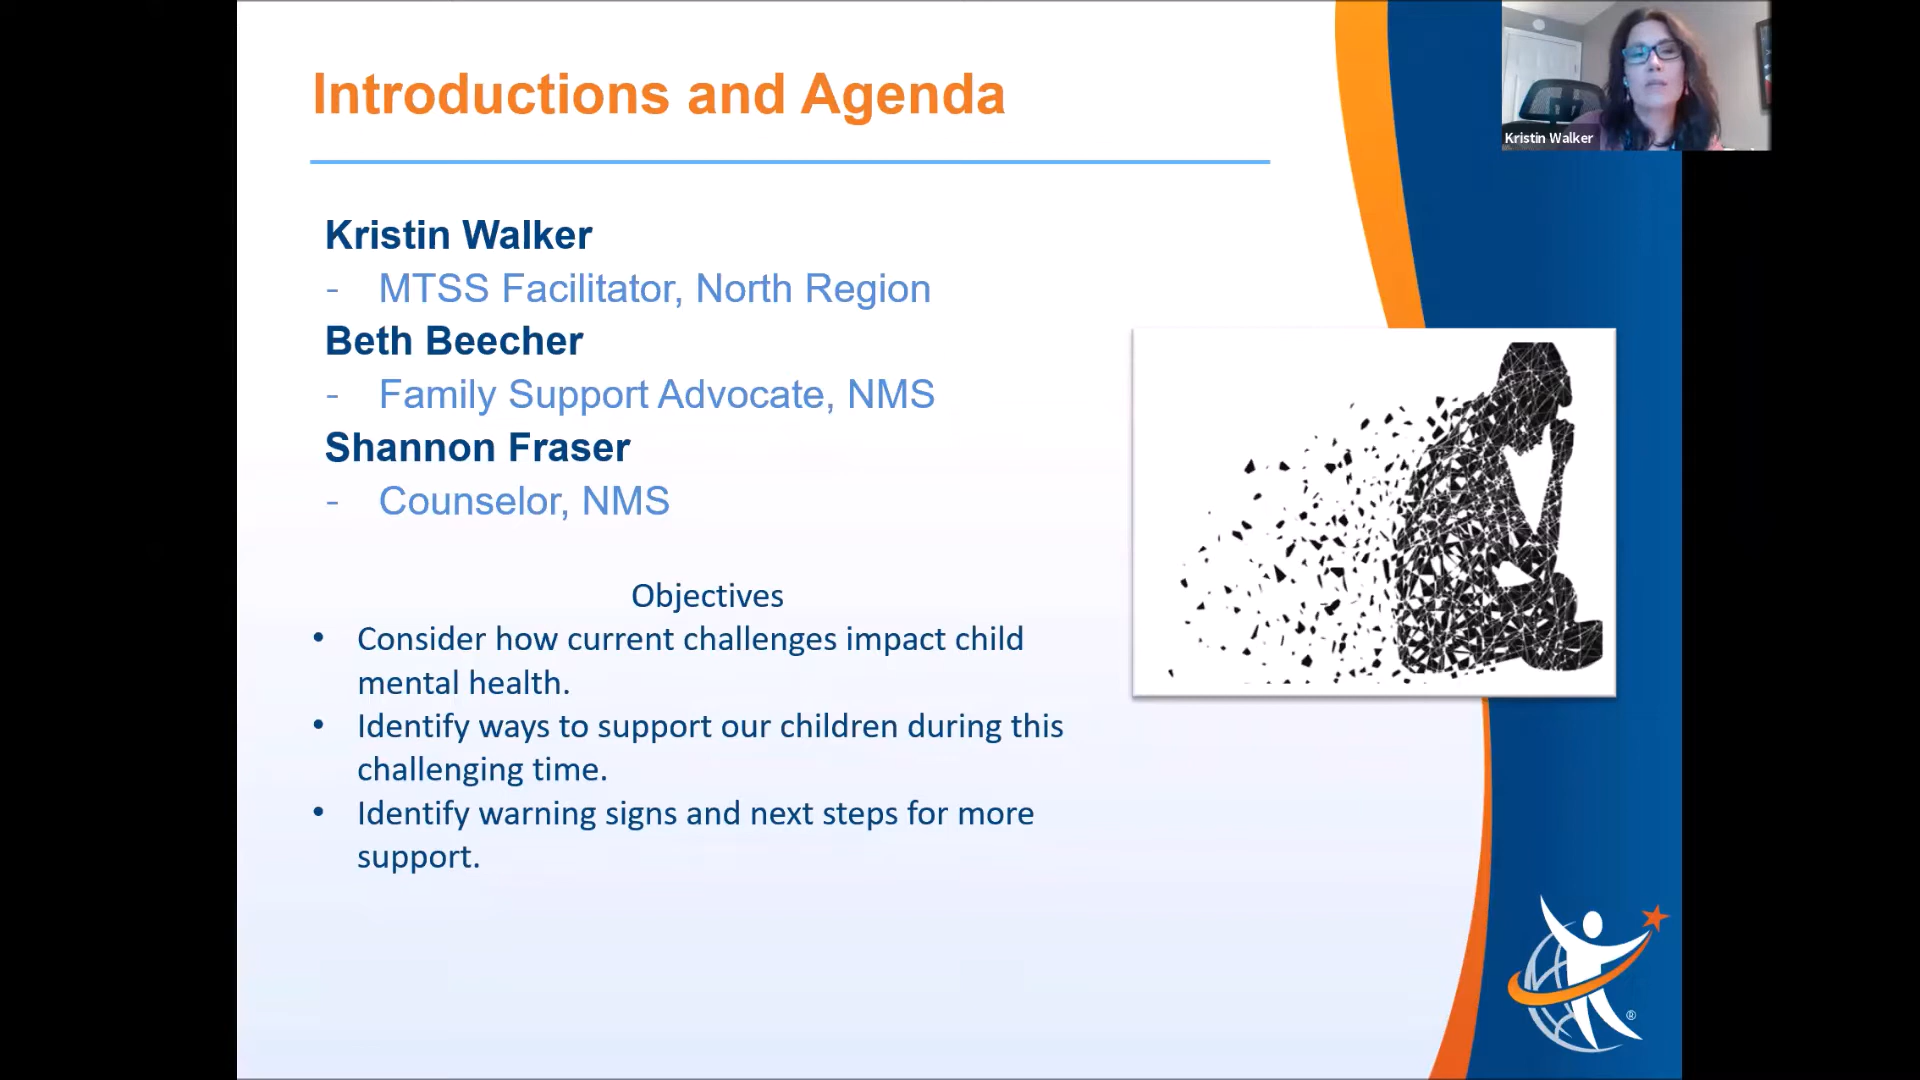 Introductions and Agenda
Kristin Walker
Kristin Walker
- MTSS Facilitator, North Region
Beth Beecher
- Family Support Advocate, NMS
Shannon Fraser
- Counselor, NMS
Objectives
• Consider how current challenges impact child
mental health.
• Identify ways to support our children during this
challenging time.
• Identify warning signs and next steps for more
support.
®